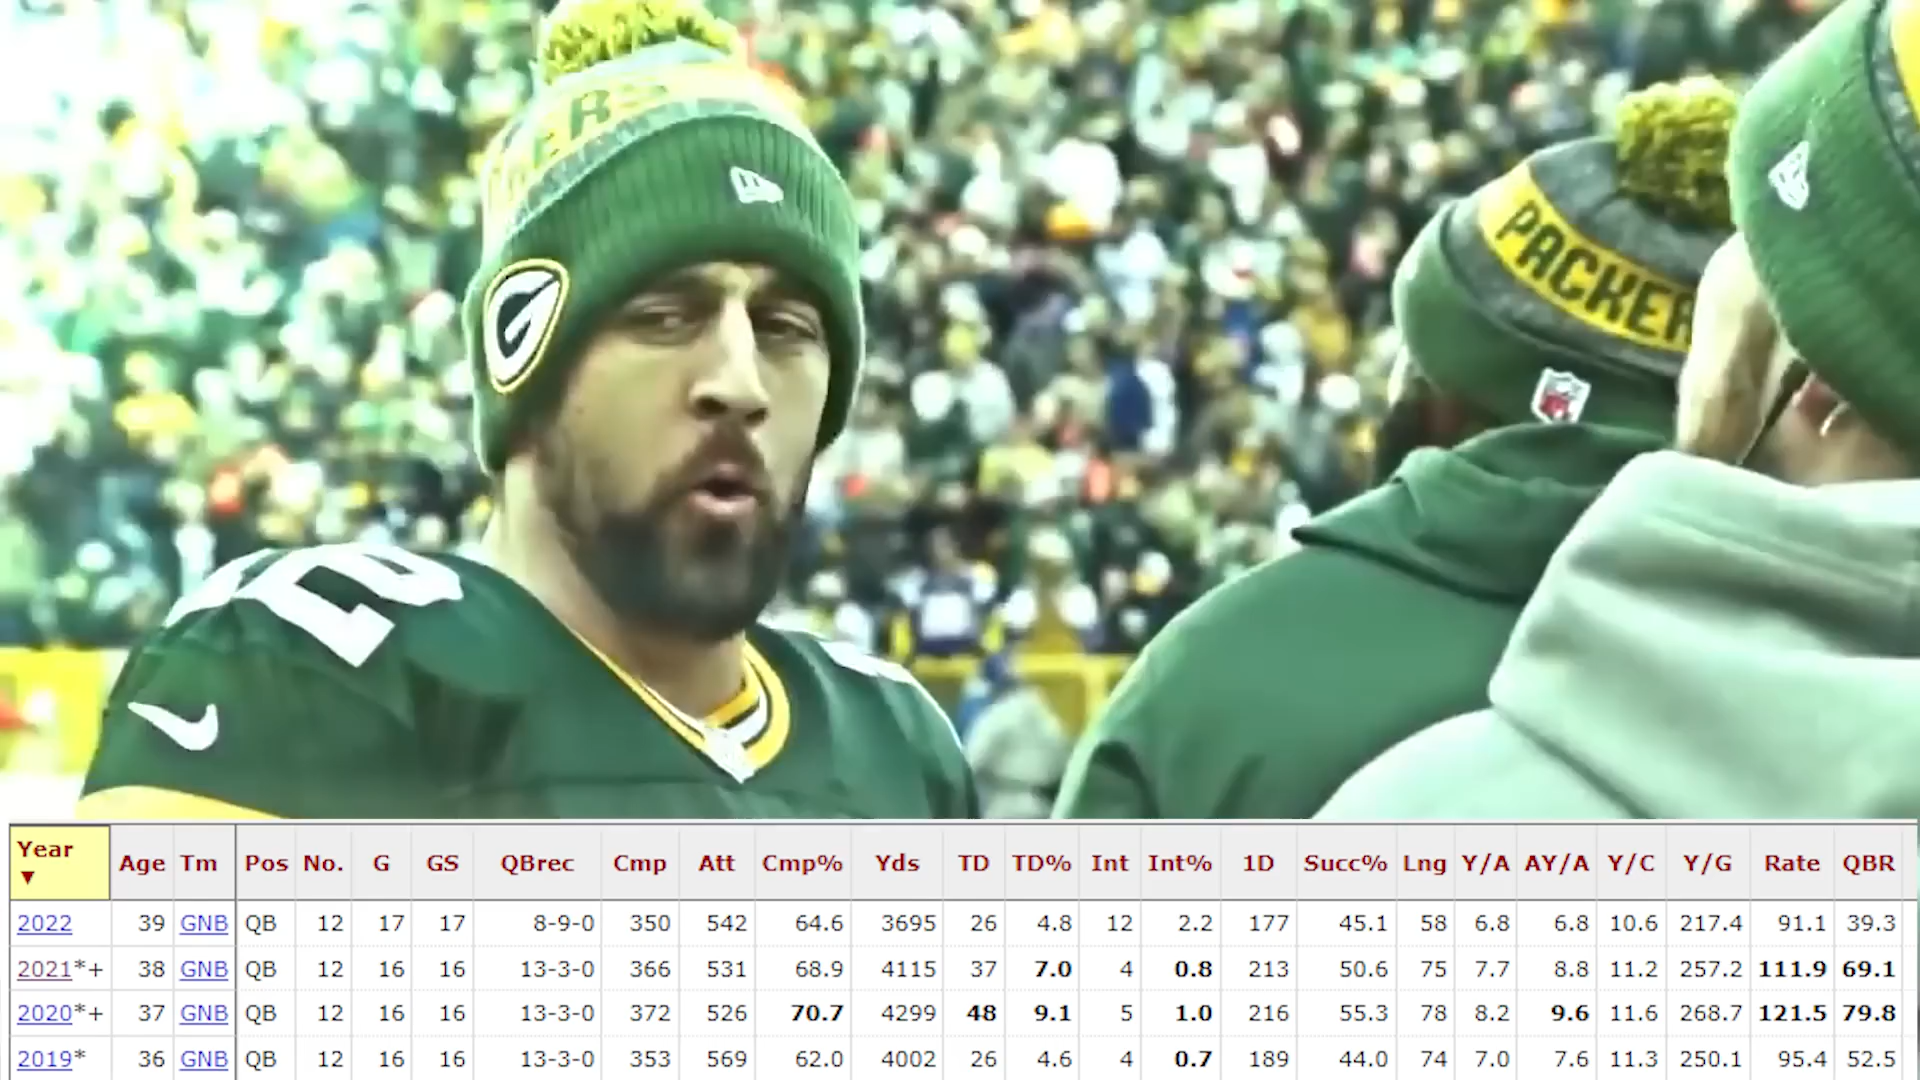 ERS
PACKER
12
Year Age Tm Pos No. G GS QBrec Cmp Att Cmp% Yds TD TD% Int Int% 1D Succ% Lng Y/A AY/A Y/C Y/G Rate QBR
▼
2022 39 GNB QB 12 17 17 8-9-0 350 542 64.6 3695 26 4.8 12 2.2 177 45.1 58 6.8 6.8 10.6 217.4 91.1 39.3
2021*+ 38 GNB QB 12 16 16 13-3-0 366 531 68.9 4115 37 7.0 4 0.8 213 50.6 75 7.7 8.8 11.2 257.2 111.9 69.1
2020*+ 37 GNB QB 12 16 16 13-3-0 372 526 70.7 4299 48 9.1 5 1.0 216 55.3 78 8.2 9.6 11.6 268.7 121.5 79.8
2019* 36 GNB QB 12 16 16 13-3-0 353 569 62.0 4002 26 4.6 4 0.7 189 44.0 74 7.0 7.6 11.3 250.1 95.4 52.5